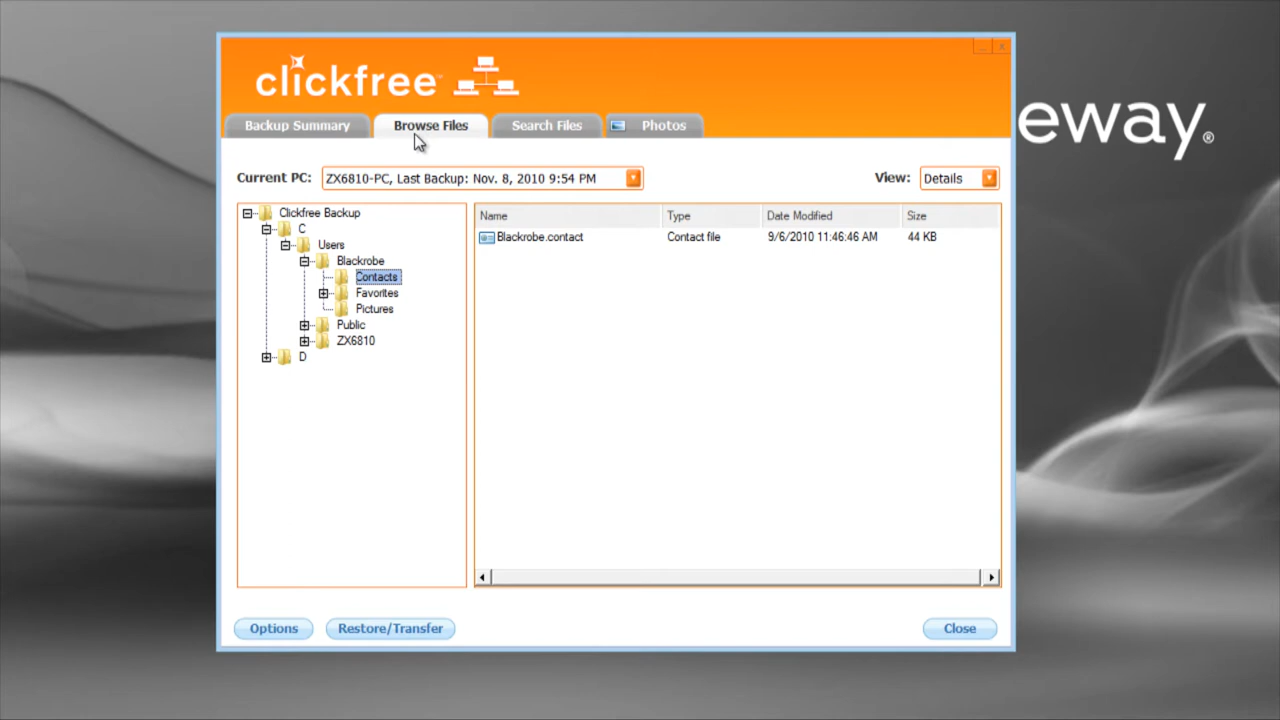 clickfree™
eway®
Backup Summary
Browse Files
Search Files
Photos
Current PC:
ZX6810-PC, Last Backup: Nov. 8, 2010 9:54 PM
View:
Details
Clickfree Backup
C
Users
Blackrobe
Contacts
Favorites
Pictures
Public
ZX6810
D
Name Type Date Modified Size
Blackrobe.contact Contact file 9/6/2010 11:46:46 AM 44 KB
Options
Restore/Transfer
Close